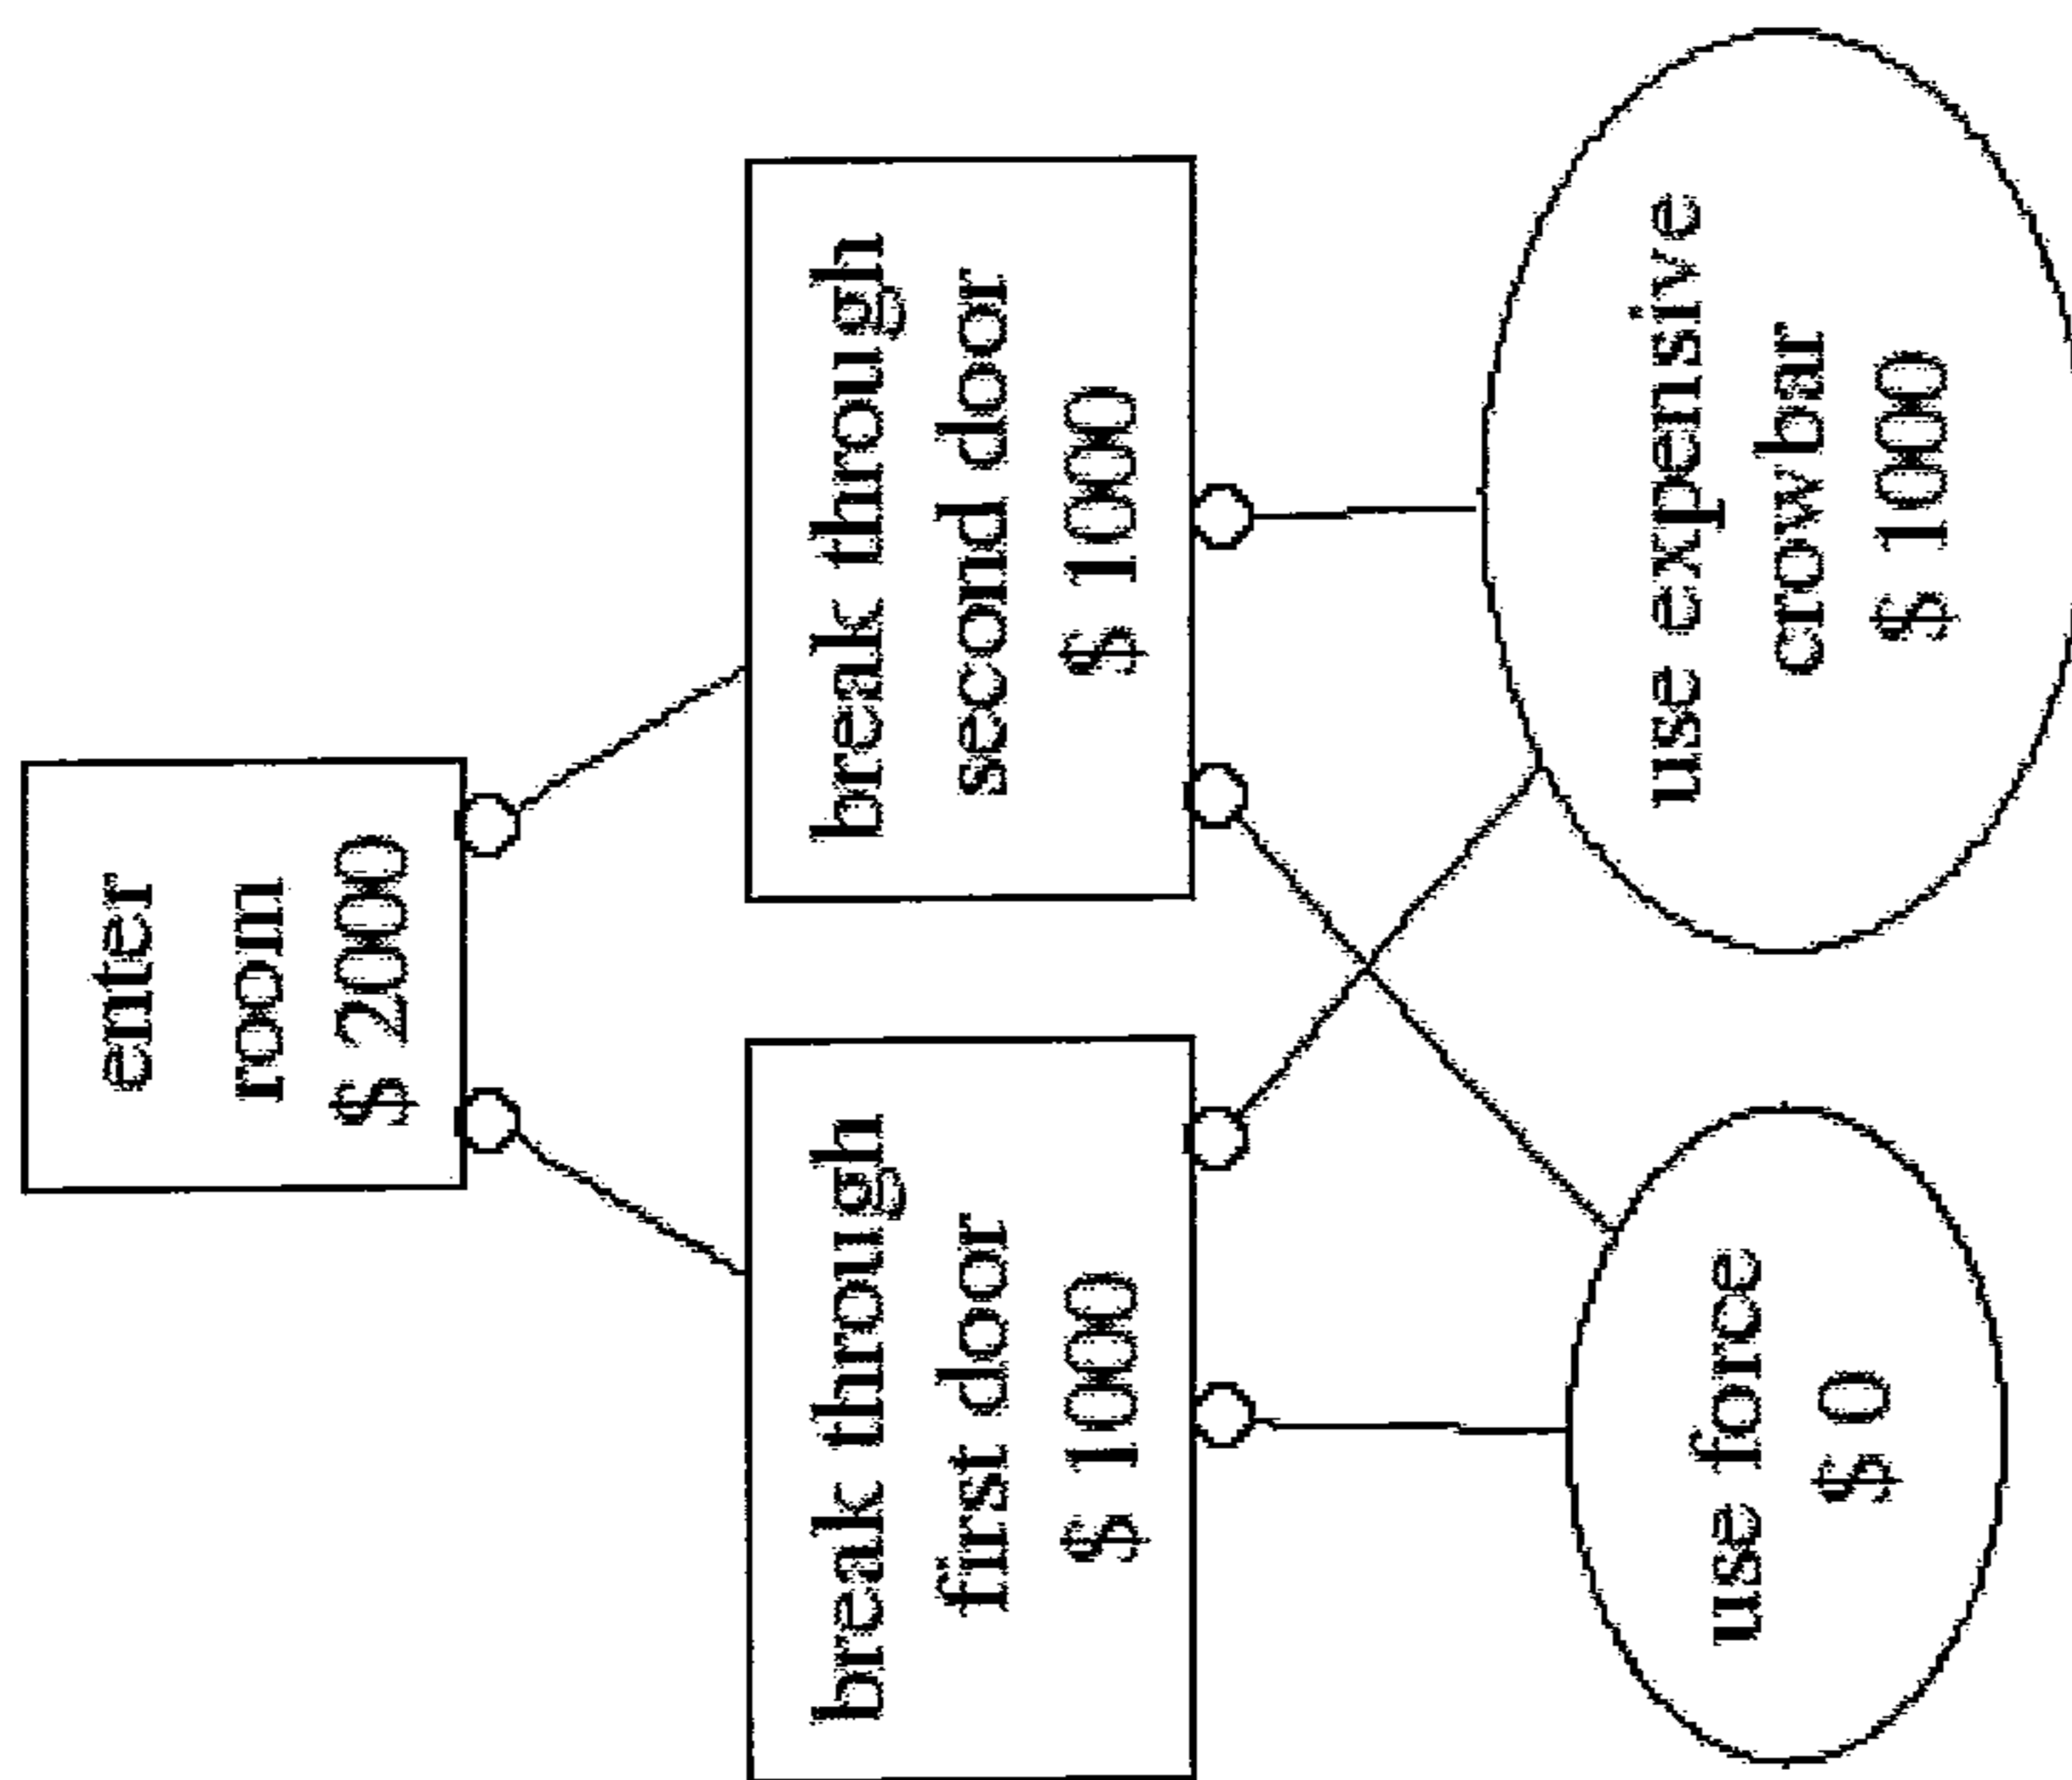 enter
room
$ 2000
break through
first door
$ 1000
break through
second door
$ 1000
use force
$ 0
use expensive
crowbar
$ 1000